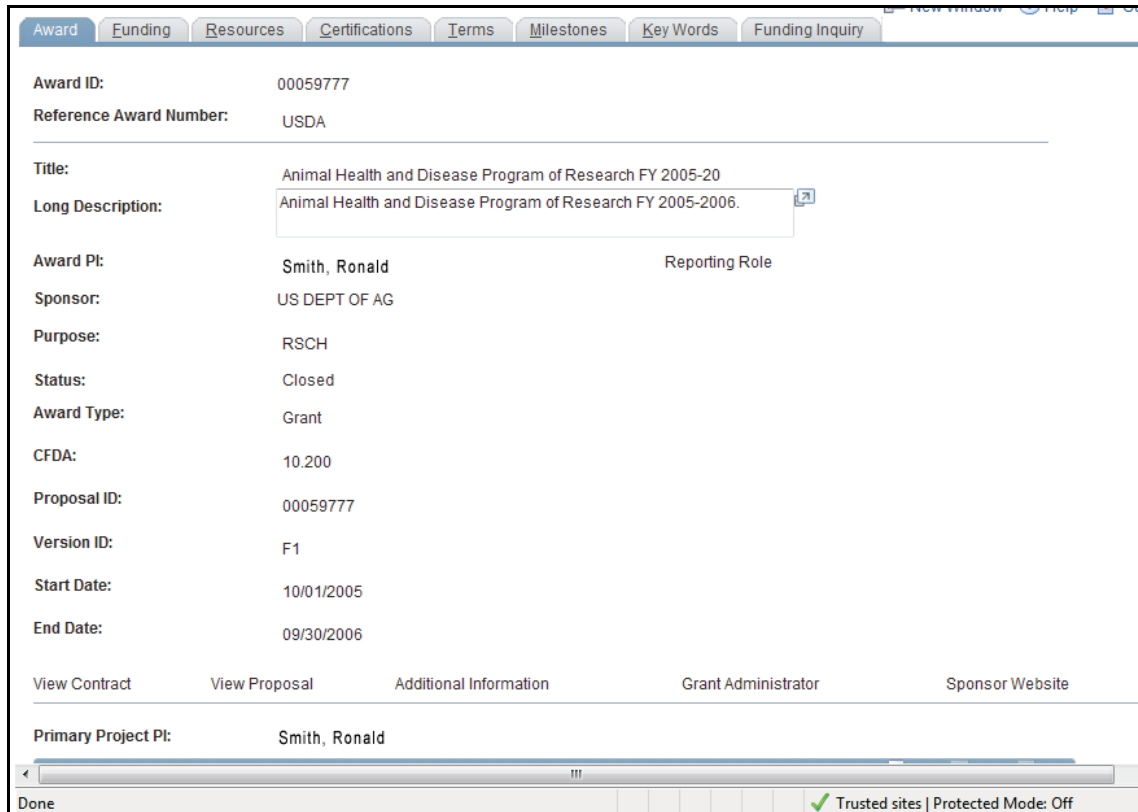 New Window Help
Award Funding Resources Certifications Terms Milestones Key Words Funding Inquiry
Award ID: 00059777
Reference Award Number: USDA
Title: Animal Health and Disease Program of Research FY 2005-20
Long Description: Animal Health and Disease Program of Research FY 2005-2006.
Award PI: Smith, Ronald Reporting Role
Sponsor: US DEPT OF AG
Purpose: RSCH
Status: Closed
Award Type: Grant
CFDA: 10.200
Proposal ID: 00059777
Version ID: F1
Start Date: 10/01/2005
End Date: 09/30/2006
View Contract View Proposal Additional Information Grant Administrator Sponsor Website
Primary Project PI: Smith, Ronald
Done Trusted sites | Protected Mode: Off